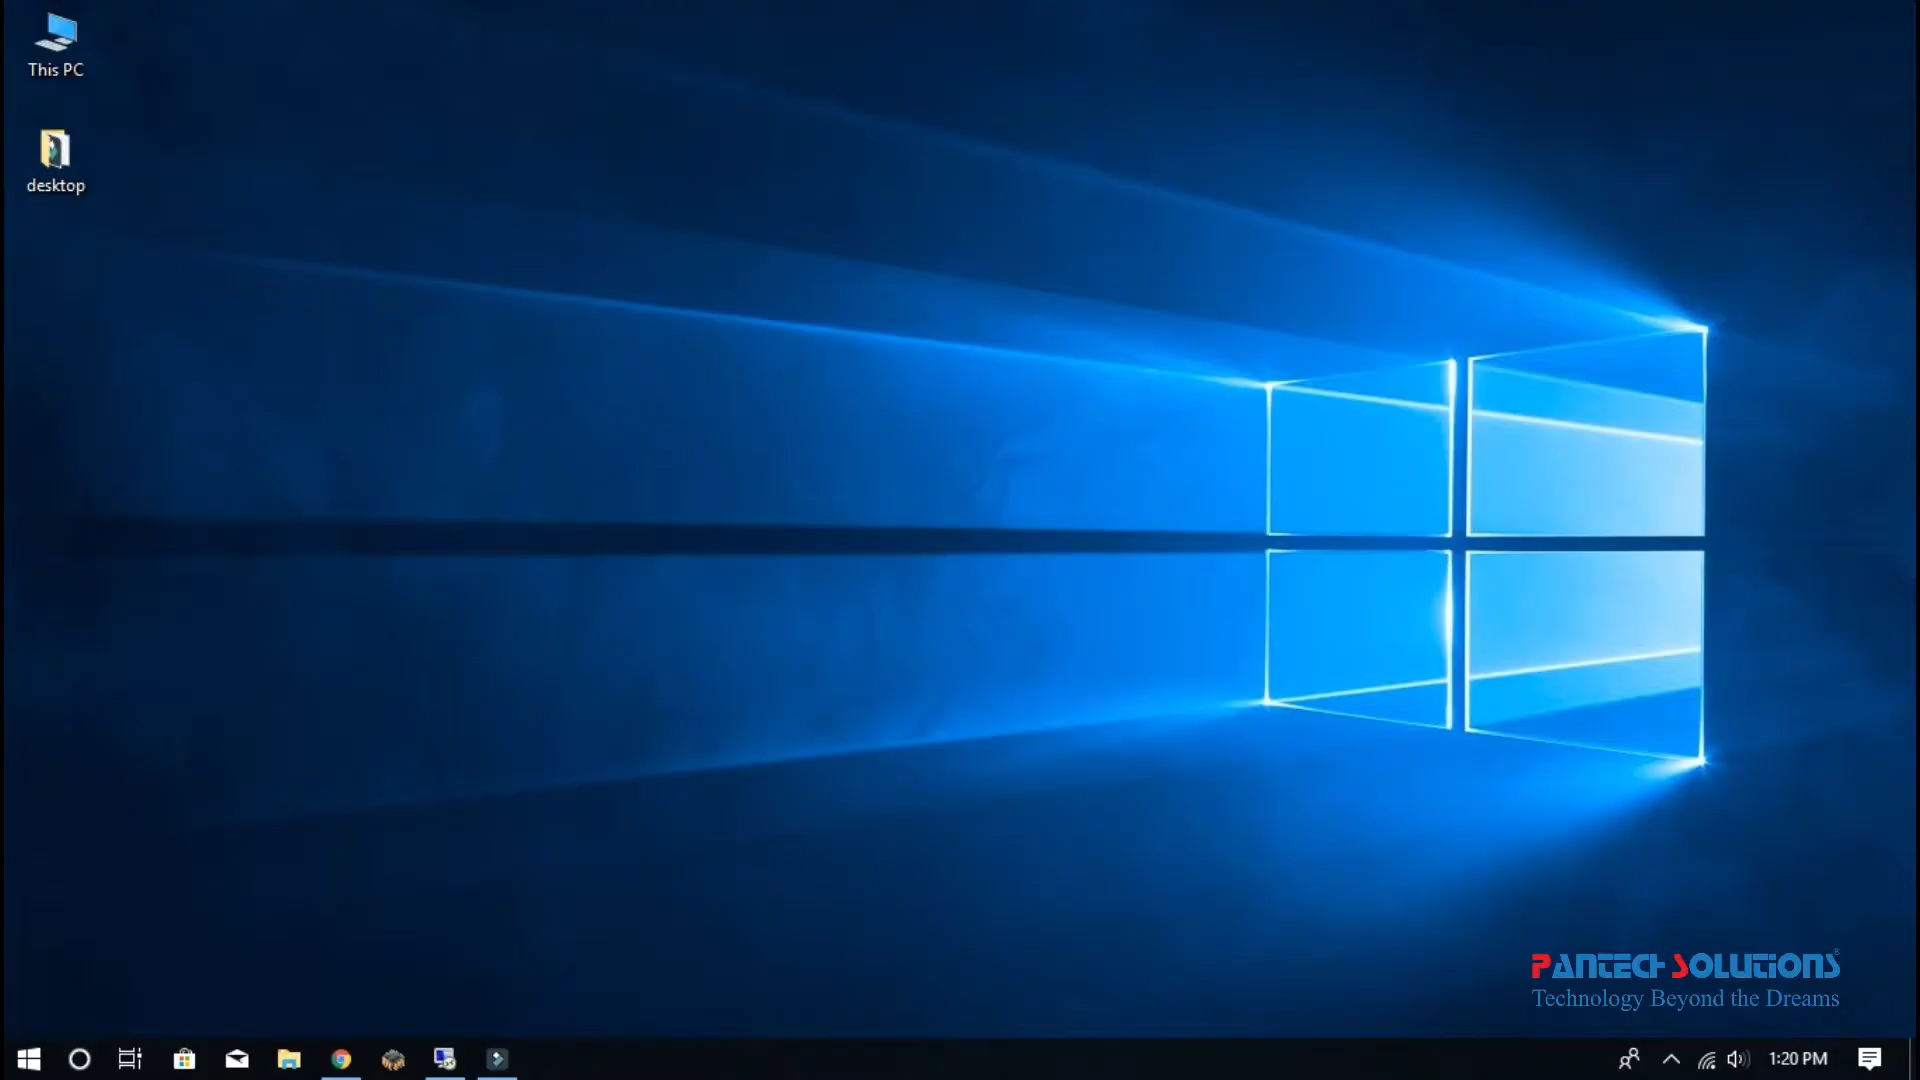 This PC
desktop
PANTECH SOLUTIONS®
Technology Beyond the Dreams
1:20 PM